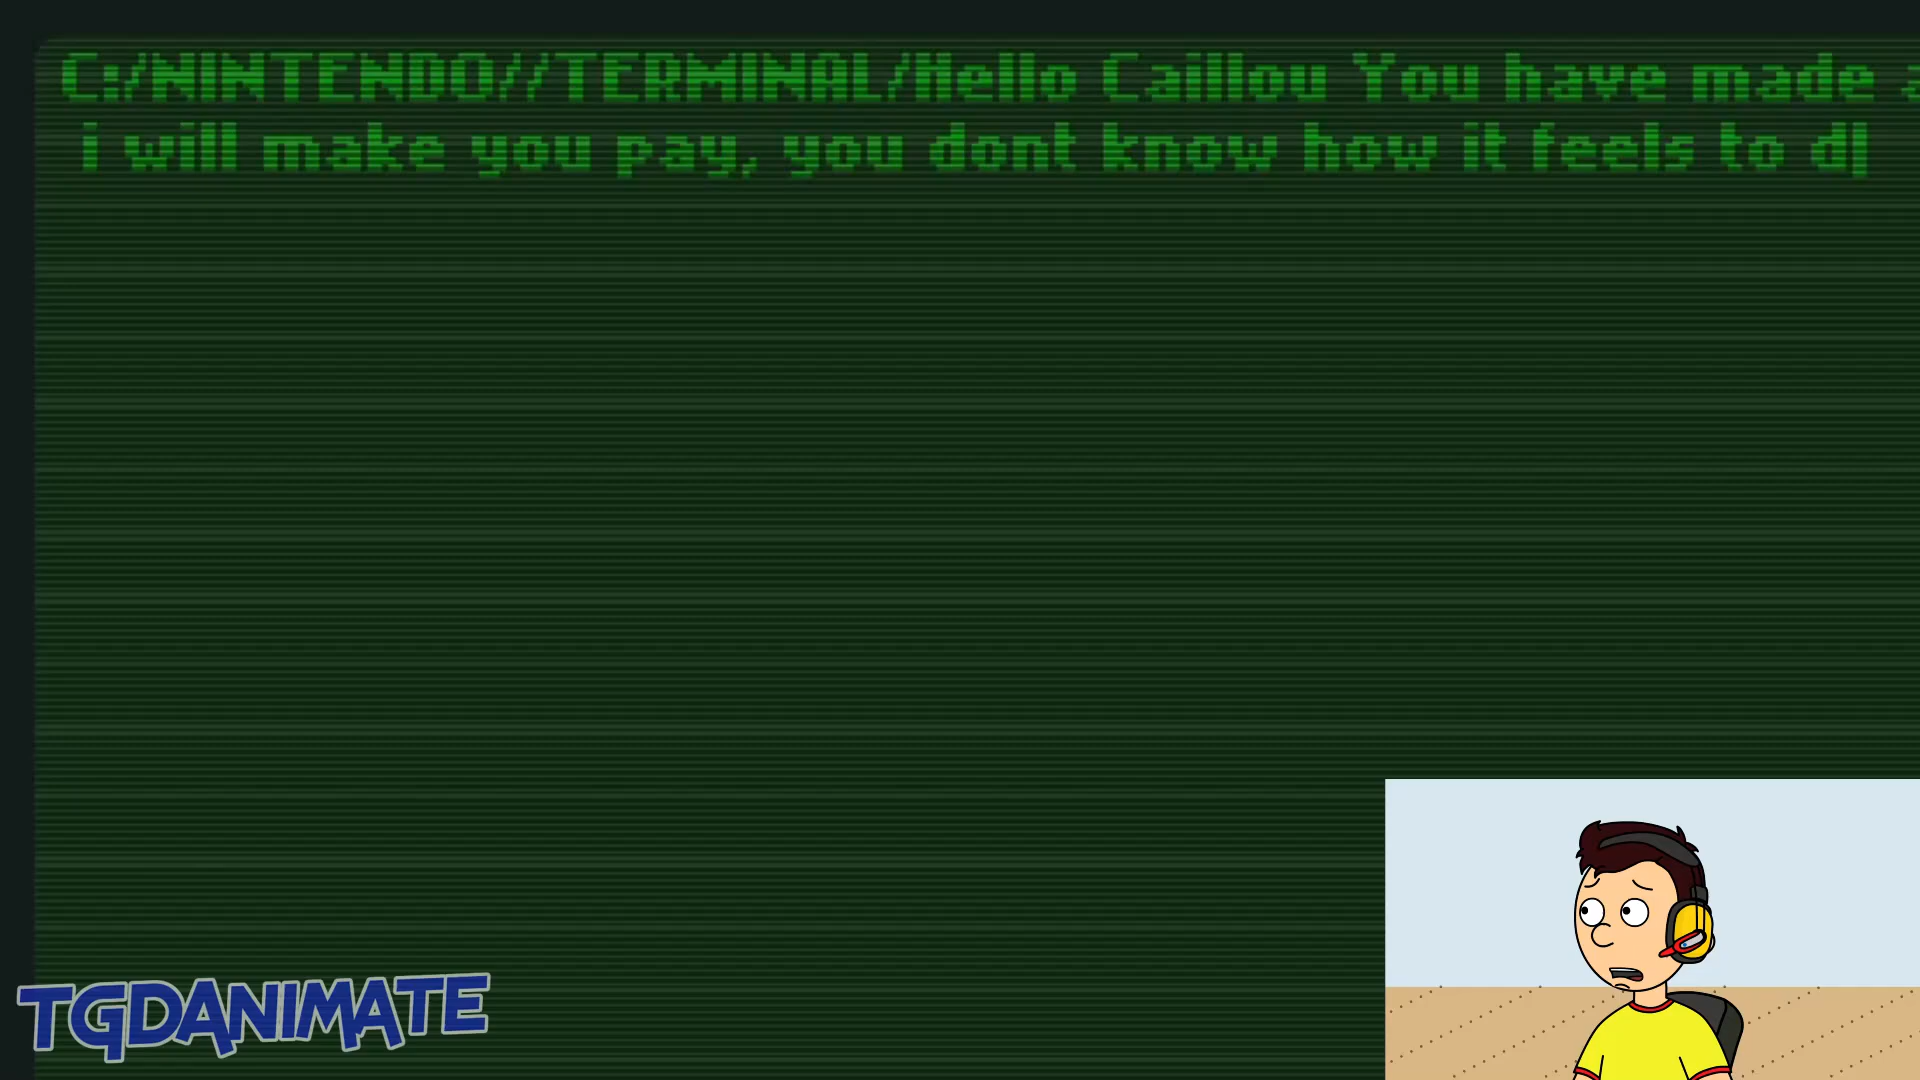 C:/NINTENDO//TERMINAL/Hello Caillou You have made a
i will make you pay, you dont know how it feels to d|
TGDANIMATE